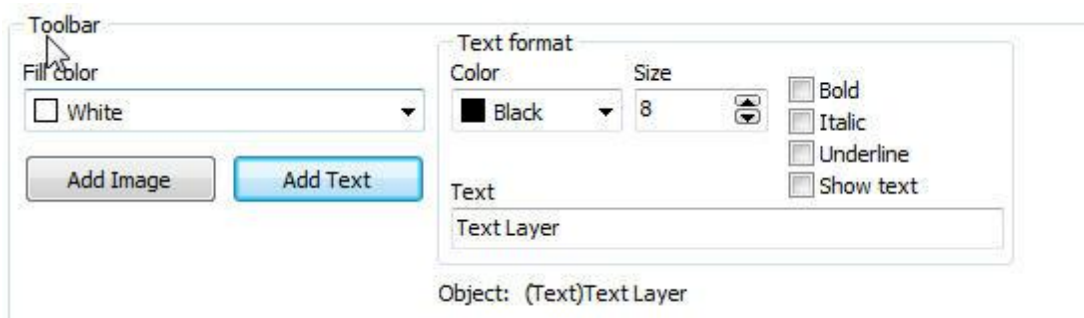 Toolbar
Fill color
White
Add Image
Add Text
Text format
Color
Size
Black
8
Bold
Italic
Underline
Show text
Text
Text Layer
Object: (Text)Text Layer